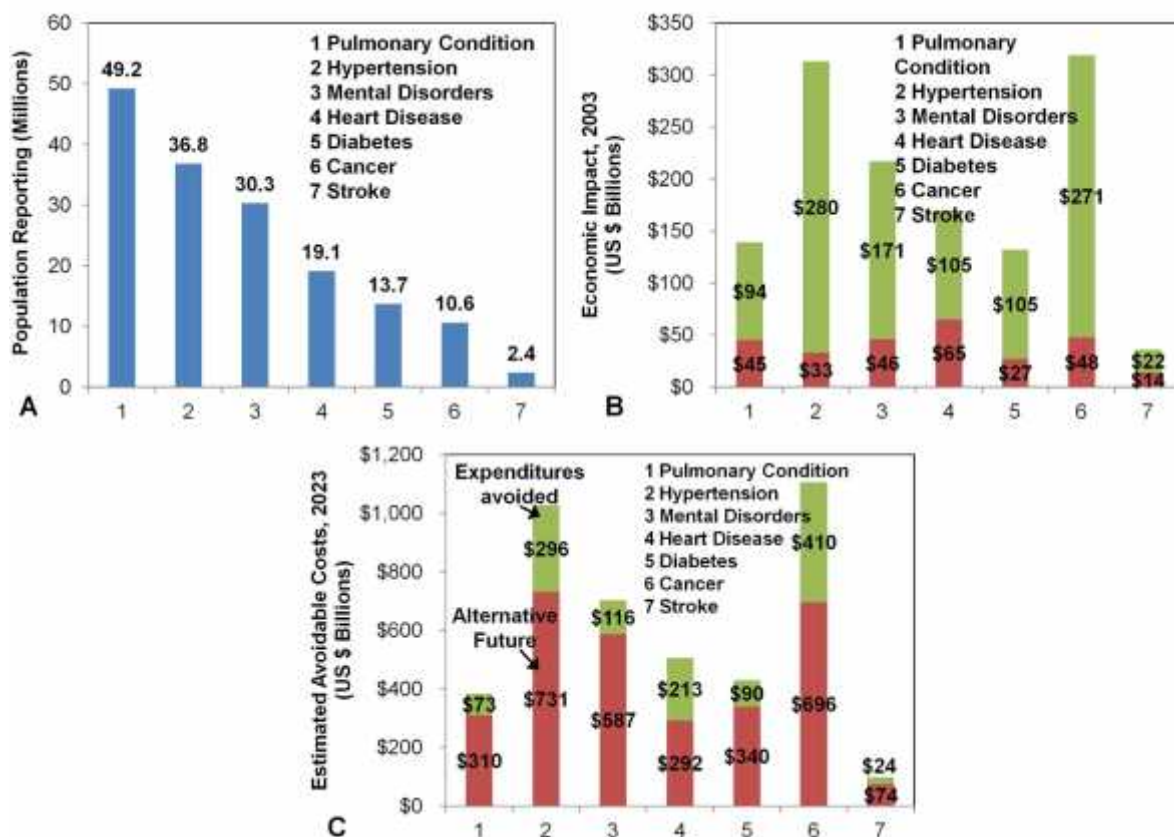 60
50
40
30
20
10
0
Population Reporting (Millions)
49.2
36.8
30.3
19.1
13.7
10.6
2.4
1 Pulmonary Condition
2 Hypertension
3 Mental Disorders
4 Heart Disease
5 Diabetes
6 Cancer
7 Stroke
A
1 2 3 4 5 6 7
$350
$300
$250
$200
$150
$100
$50
$0
Economic Impact, 2003
(US $ Billions)
1 Pulmonary
Condition
2 Hypertension
3 Mental Disorders
4 Heart Disease
5 Diabetes
6 Cancer
7 Stroke
$94 $280 $171 $105 $105 $271 $22
$45 $33 $46 $65 $27 $48 $14
B
1 2 3 4 5 6 7
$1,200
$1,000
$800
$600
$400
$200
$0
Estimated Avoidable Costs, 2023
(US $ Billions)
Expenditures
avoided
Alternative
Future
1 Pulmonary Condition
2 Hypertension
3 Mental Disorders
4 Heart Disease
5 Diabetes
6 Cancer
7 Stroke
$73 $296 $116 $213 $90 $410 $24
$310 $731 $587 $292 $340 $696 $74
C
1 2 3 4 5 6 7